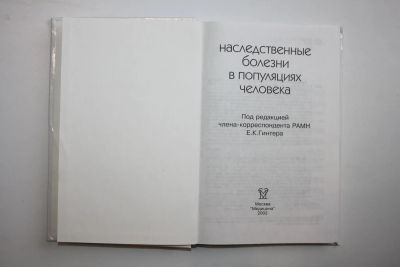 НАСЛЕДСТВЕННЫЕ
БОЛЕЗНИ
В ПОПУЛЯЦИЯХ
ЧЕЛОВЕКА
Под редакцией
члена-корреспондента РАМН
Е.К.Гинтера
Москва
"Медицина"
2002